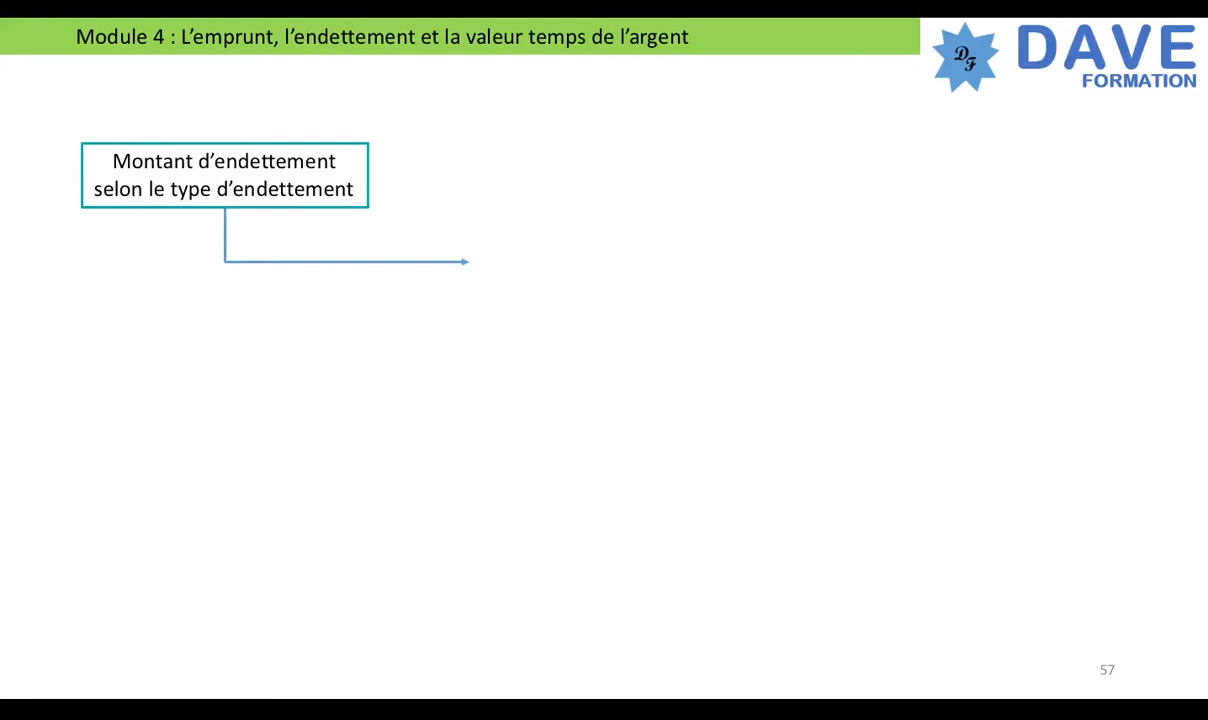 Module 4 : L’emprunt, l’endettement et la valeur temps de l’argent
DF
DAVE
FORMATION
Montant d’endettement
selon le type d’endettement
57